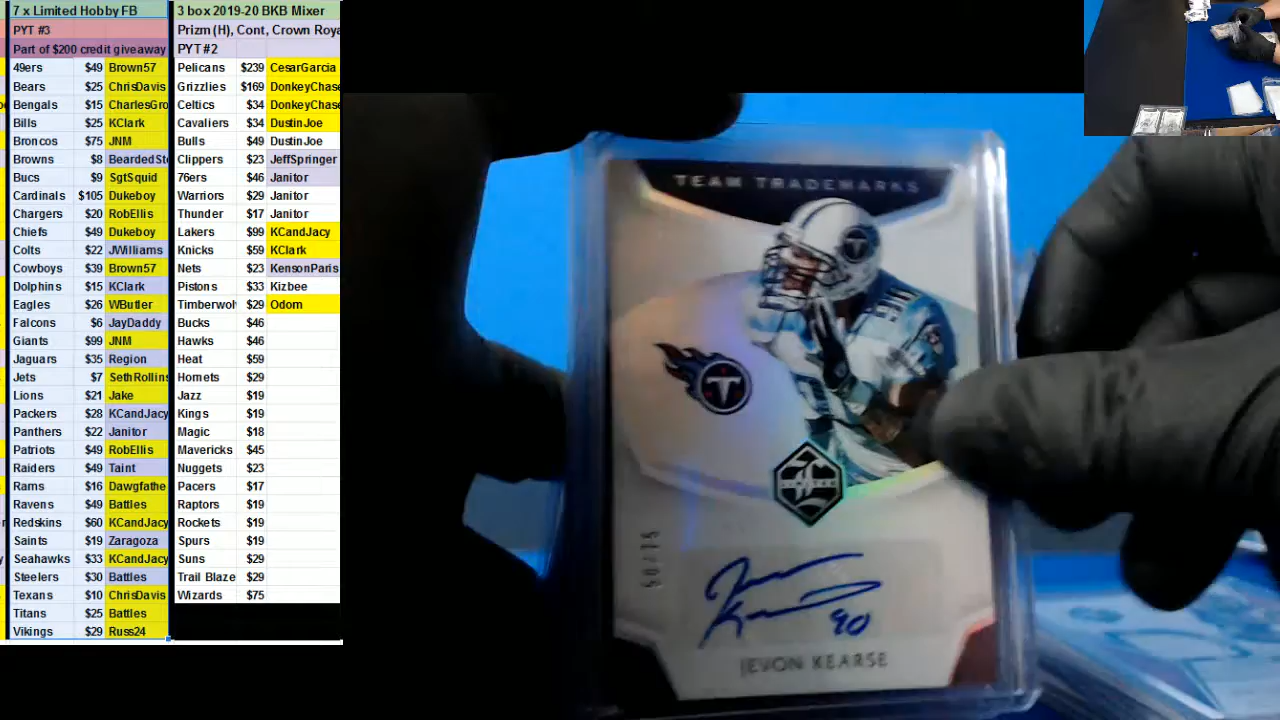 7 x Limited Hobby FB
PYT #3
Part of $200 credit giveaway
49ers $49 Brown57
Bears $25 ChrisDavis
Bengals $15 CharlesGro
Bills $25 KClark
Broncos $75 JNM
Browns $8 BeardedSt
Bucs $9 SgtSquid
Cardinals $105 Dukeboy
Chargers $20 RobEllis
Chiefs $49 Dukeboy
Colts $22 JWilliams
Cowboys $39 Brown57
Dolphins $15 KClark
Eagles $26 WButler
Falcons $6 JayDaddy
Giants $99 JNM
Jaguars $35 Region
Jets $7 SethRollins
Lions $21 Jake
Packers $28 KCandJacy
Panthers $22 Janitor
Patriots $49 RobEllis
Raiders $49 Taint
Rams $16 Dawgfathe
Ravens $49 Battles
Redskins $60 KCandJacy
Saints $19 Zaragoza
Seahawks $33 KCandJacy
Steelers $30 Battles
Texans $10 ChrisDavis
Titans $25 Battles
Vikings $29 Russ24
3 box 2019-20 BKB Mixer
Prizm (H), Cont, Crown Roya
PYT #2
Pelicans $239 CesarGarcia
Grizzlies $169 DonkeyChase
Celtics $34 DonkeyChase
Cavaliers $34 DustinJoe
Bulls $49 DustinJoe
Clippers $23 JeffSpringer
76ers $46 Janitor
Warriors $29 Janitor
Thunder $17 Janitor
Lakers $99 KCandJacy
Knicks $59 KClark
Nets $23 KensonParis
Pistons $33 Kizbee
Timberwol $29 Odom
Bucks $46
Hawks $46
Heat $59
Hornets $29
Jazz $19
Kings $19
Magic $18
Mavericks $45
Nuggets $23
Pacers $17
Raptors $19
Rockets $19
Spurs $19
Suns $29
Trail Blaze $29
Wizards $75
TEAM TRADEMARKS
T
LIMITED
90
JEVON KEARSE